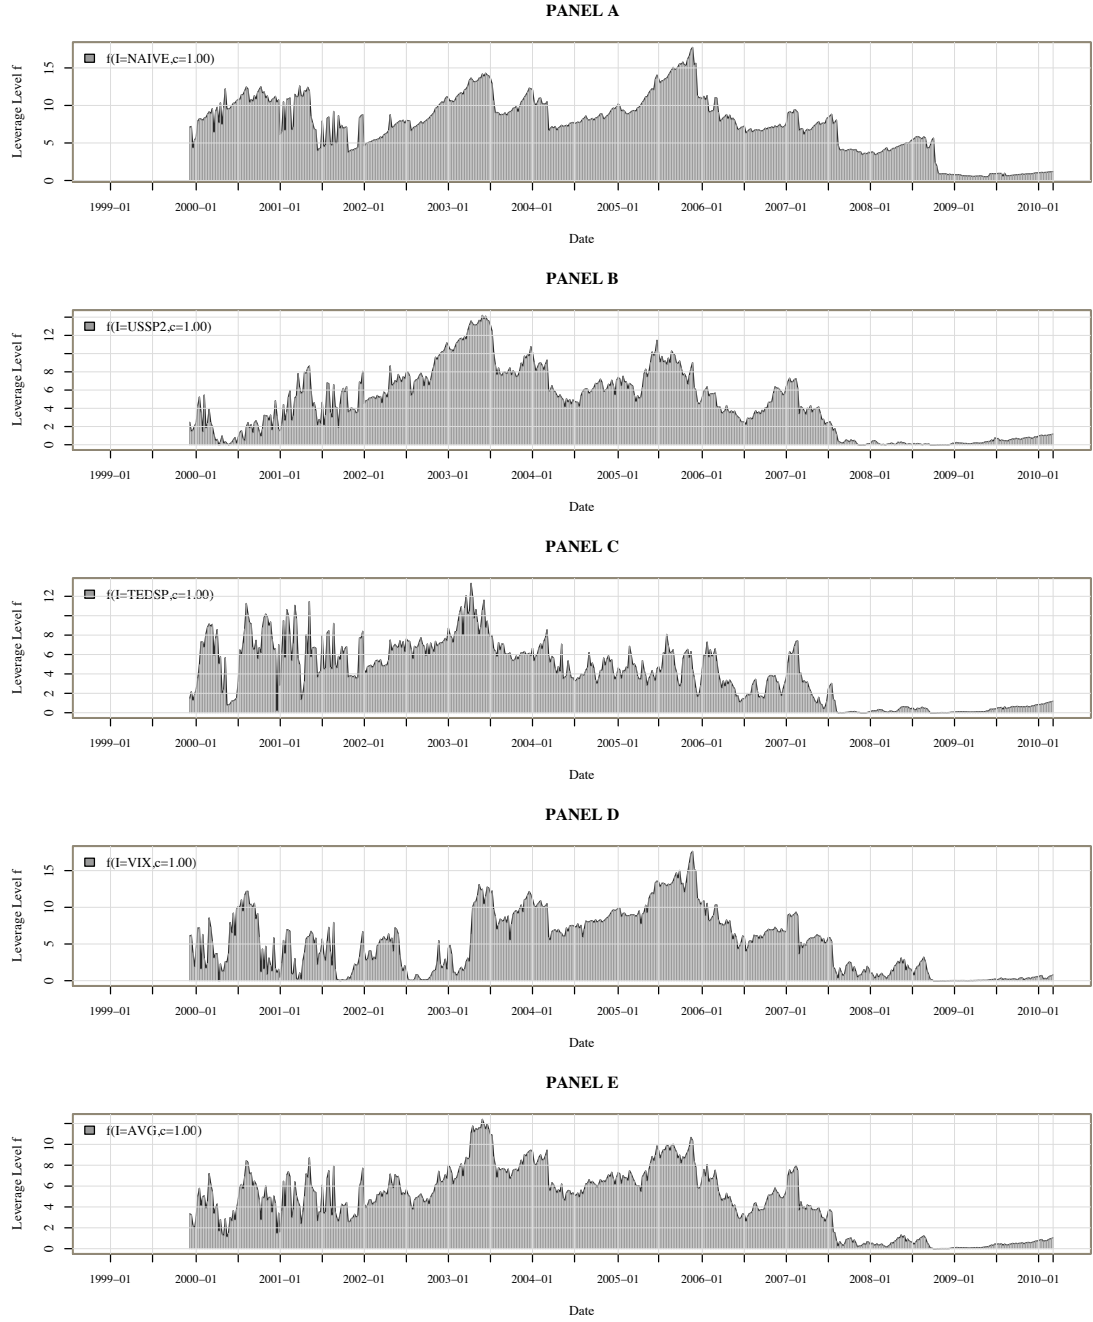 PANEL A
f(I=NAIVE,c=1.00)
Leverage Level f
15
10
5
0
1999–01 2000–01 2001–01 2002–01 2003–01 2004–01 2005–01 2006–01 2007–01 2008–01 2009–01 2010–01
Date
PANEL B
f(I=USSP2,c=1.00)
Leverage Level f
12
8
6
4
2
0
1999–01 2000–01 2001–01 2002–01 2003–01 2004–01 2005–01 2006–01 2007–01 2008–01 2009–01 2010–01
Date
PANEL C
f(I=TEDSP,c=1.00)
Leverage Level f
12
8
6
4
2
0
1999–01 2000–01 2001–01 2002–01 2003–01 2004–01 2005–01 2006–01 2007–01 2008–01 2009–01 2010–01
Date
PANEL D
f(I=VIX,c=1.00)
Leverage Level f
15
10
5
0
1999–01 2000–01 2001–01 2002–01 2003–01 2004–01 2005–01 2006–01 2007–01 2008–01 2009–01 2010–01
Date
PANEL E
f(I=AVG,c=1.00)
Leverage Level f
10
8
6
4
2
0
1999–01 2000–01 2001–01 2002–01 2003–01 2004–01 2005–01 2006–01 2007–01 2008–01 2009–01 2010–01
Date